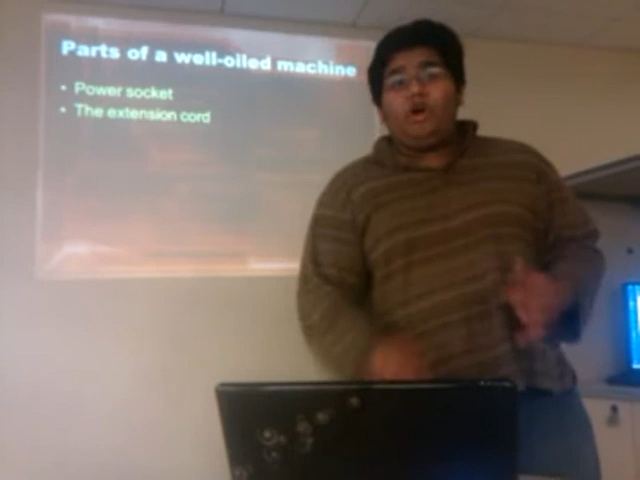 Parts of a well-oiled machine
• Power socket
• The extension cord